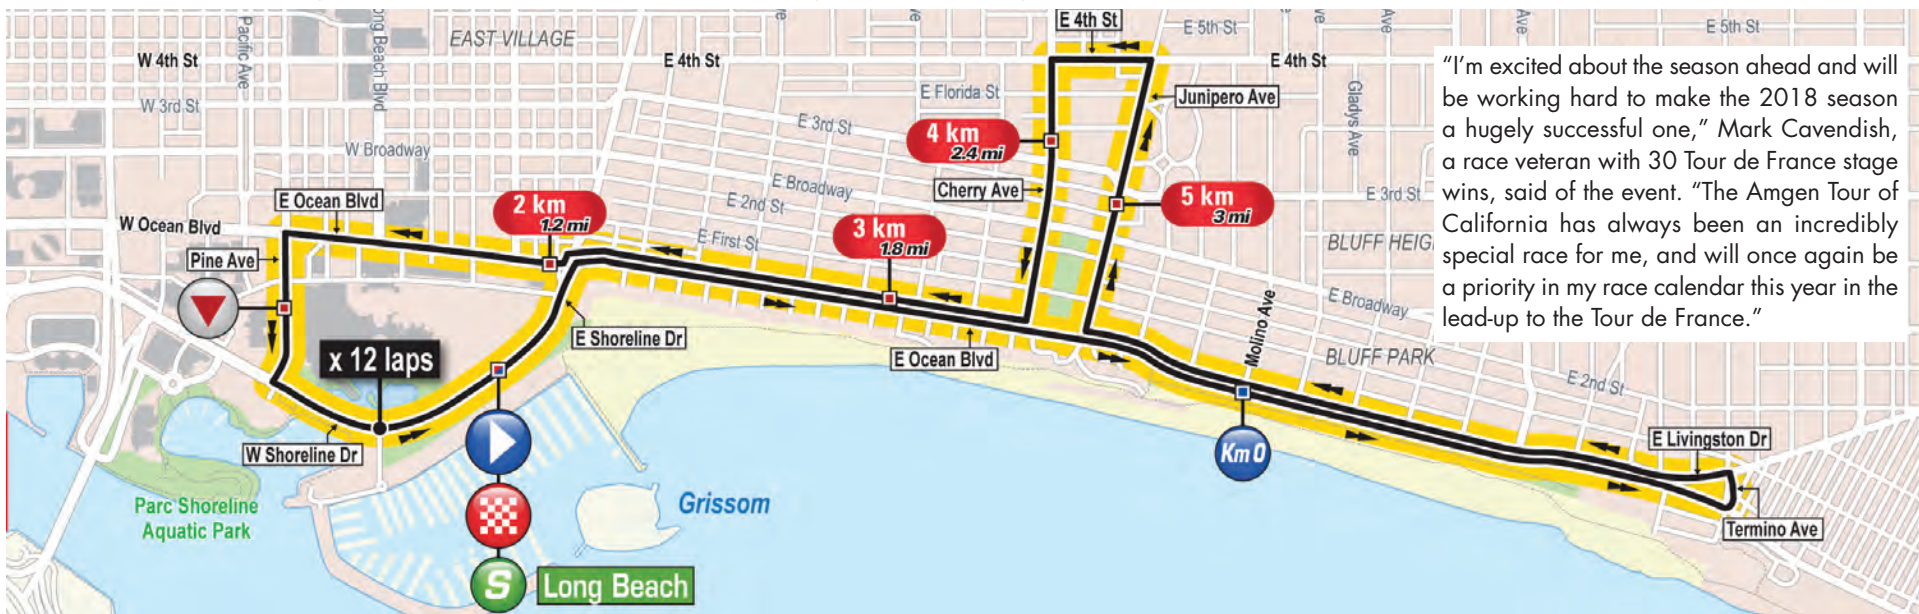 E 4th St
E 5th St
E 5th St
Pacific Ave
Long Beach Blvd
EAST VILLAGE
W 4th St
E 4th St
E 4th St
W 3rd St
E Florida St
Junipero Ave
Gladys Ave
E 3rd St
4 km
2.4 mi
W Broadway
E Broadway
Cherry Ave
E Ocean Blvd
2 km
1.2 mi
E 2nd St
5 km
3 mi
E 3rd St
W Ocean Blvd
3 km
1.8 mi
E First St
BLUFF HEIG
Pine Ave
E Broadway
Molino Ave
E Shoreline Dr
x 12 laps
E Ocean Blvd
BLUFF PARK
E 2nd St
W Shoreline Dr
Km 0
E Livingston Dr
Parc Shoreline
Aquatic Park
Grissom
Termino Ave
S
Long Beach
“I’m excited about the season ahead and will
be working hard to make the 2018 season
a hugely successful one,” Mark Cavendish,
a race veteran with 30 Tour de France stage
wins, said of the event. “The Amgen Tour of
California has always been an incredibly
special race for me, and will once again be
a priority in my race calendar this year in the
lead-up to the Tour de France.”